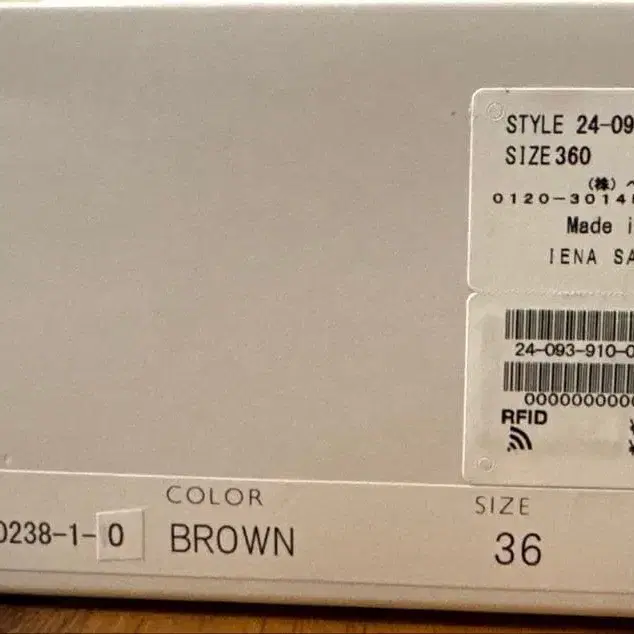 STYLE 24-09
SIZE 360
(株)
0120-3014
Made i
IENA SA
24-093-910-0
0000000000
RFID
COLOR
SIZE
0238-1-0
BROWN
36